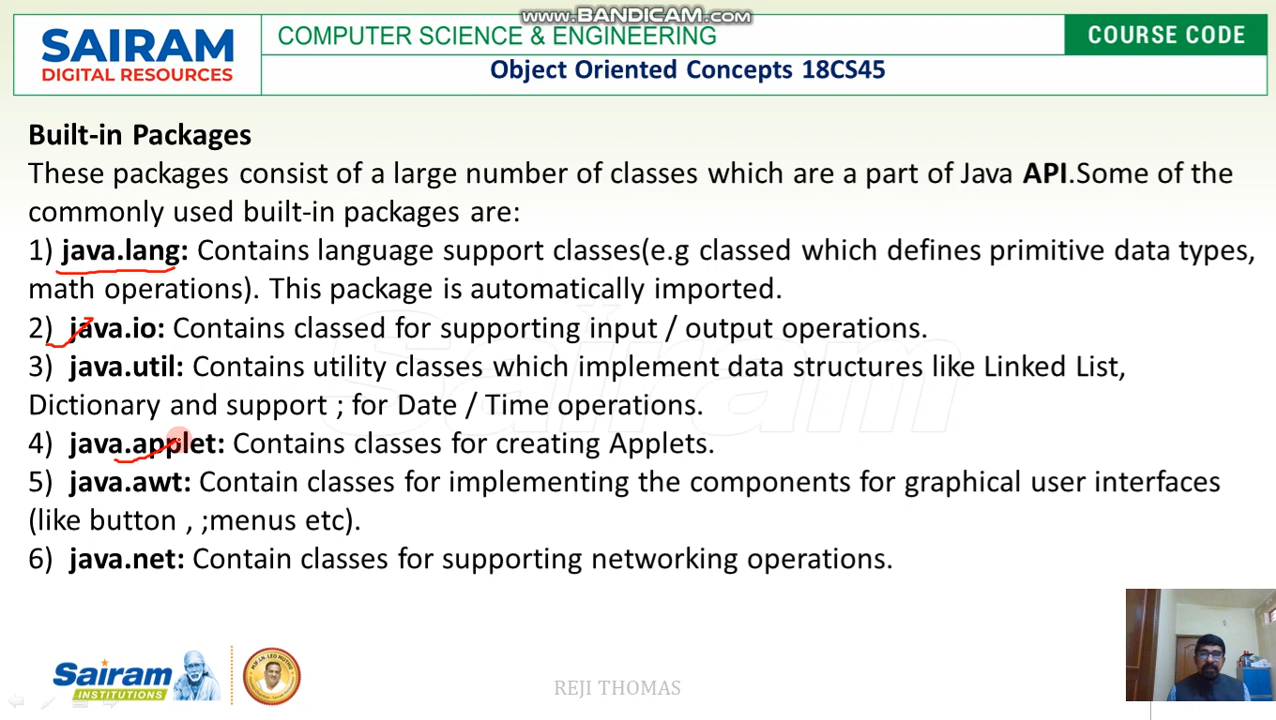 www.BANDICAM.com
SAIRAM
DIGITAL RESOURCES
COMPUTER SCIENCE & ENGINEERING
COURSE CODE
Object Oriented Concepts 18CS45
Built-in Packages
These packages consist of a large number of classes which are a part of Java API.Some of the
commonly used built-in packages are:
1) java.lang: Contains language support classes(e.g classed which defines primitive data types,
math operations). This package is automatically imported.
2) java.io: Contains classed for supporting input / output operations.
3) java.util: Contains utility classes which implement data structures like Linked List,
Dictionary and support ; for Date / Time operations.
4) java.applet: Contains classes for creating Applets.
5) java.awt: Contain classes for implementing the components for graphical user interfaces
(like button , ;menus etc).
6) java.net: Contain classes for supporting networking operations.
Sairam
Sairam
INSTITUTIONS
REJI THOMAS